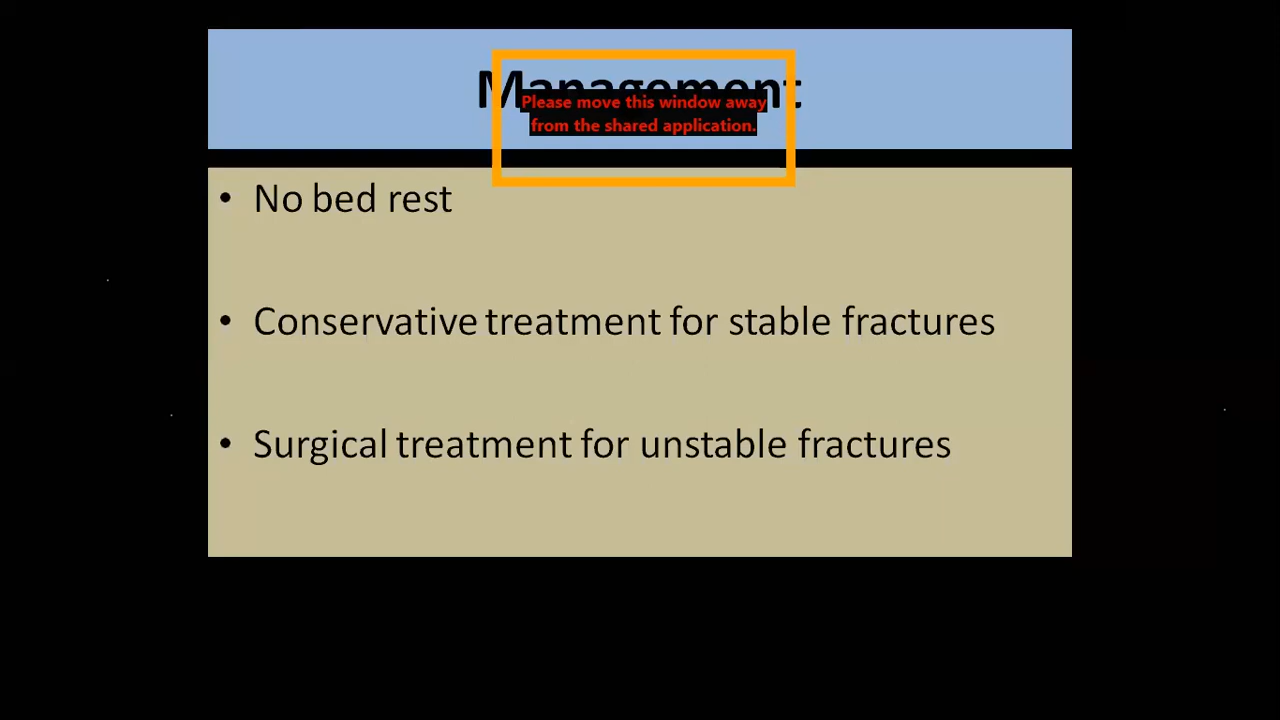 Management
Please move this window away
from the shared application.
• No bed rest
• Conservative treatment for stable fractures
• Surgical treatment for unstable fractures